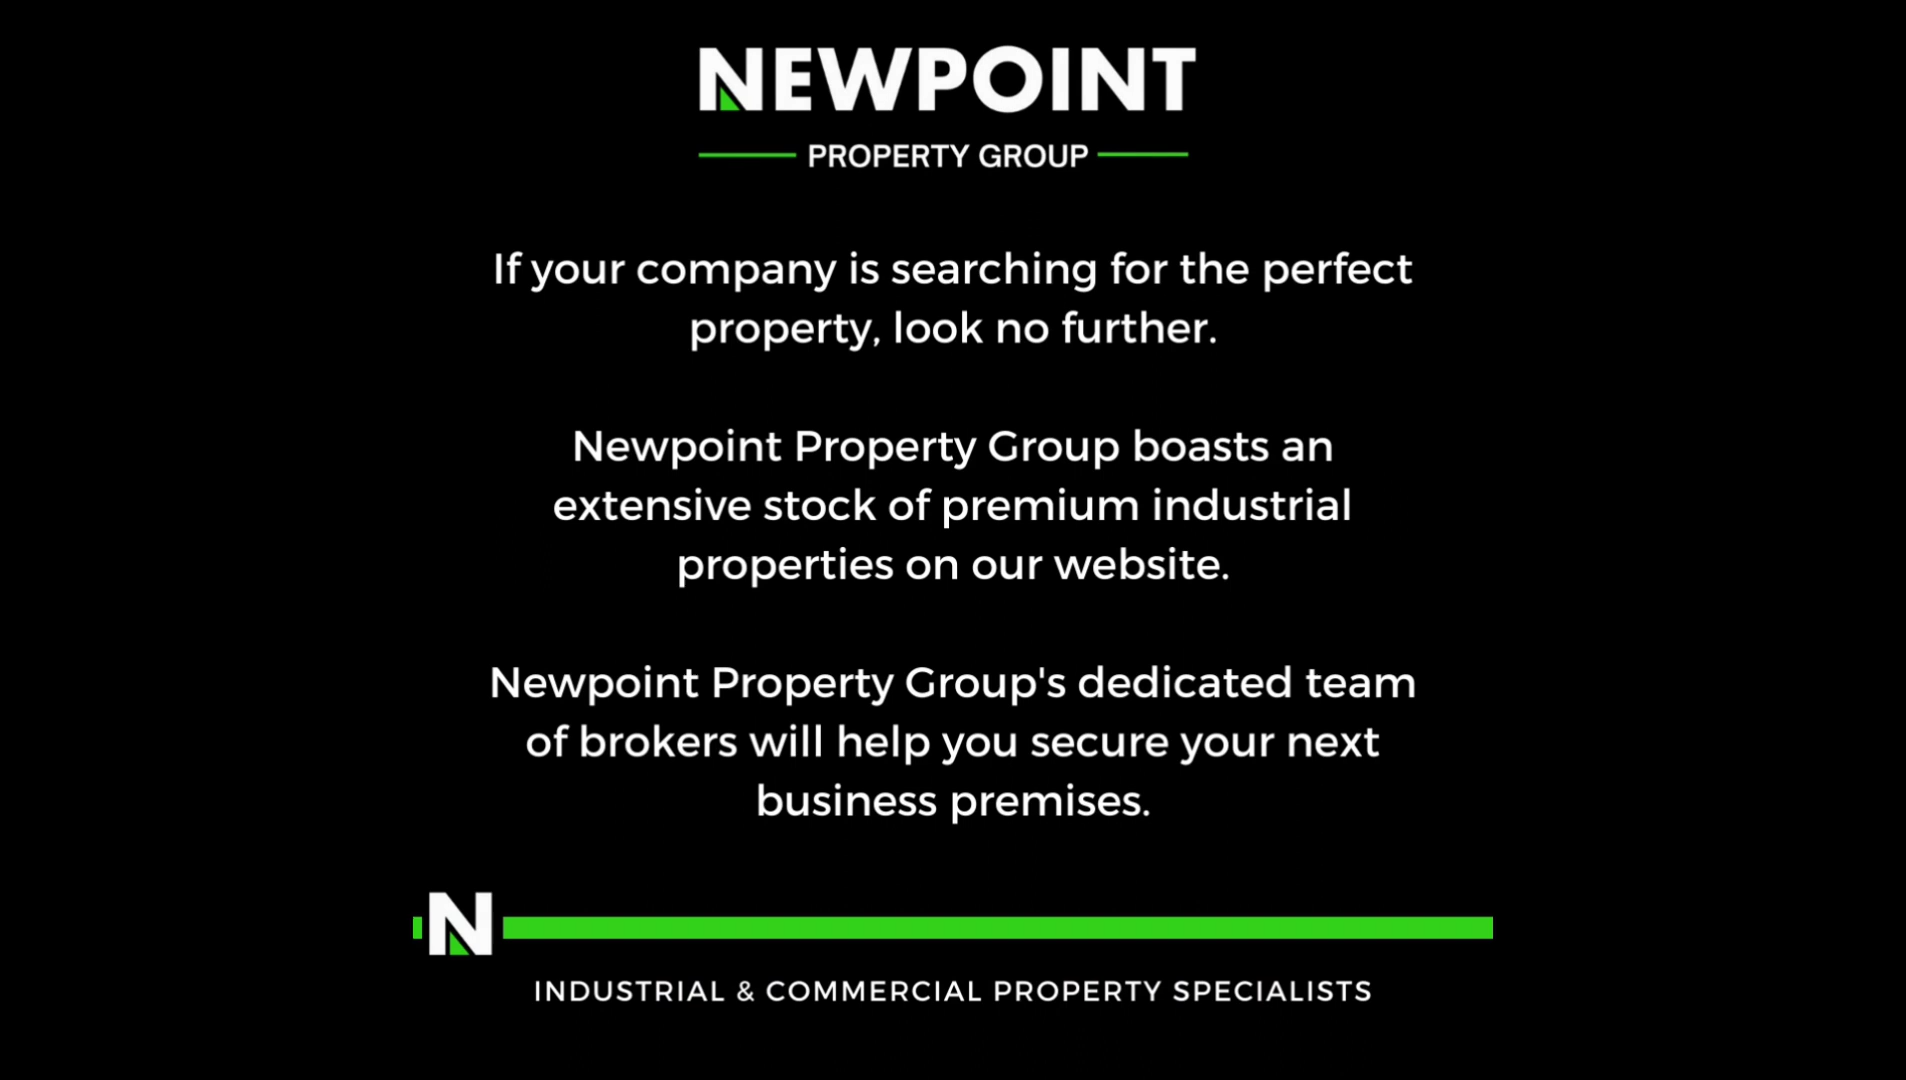 NEWPOINT
PROPERTY GROUP
If your company is searching for the perfect
property, look no further.
Newpoint Property Group boasts an
extensive stock of premium industrial
properties on our website.
Newpoint Property Group's dedicated team
of brokers will help you secure your next
business premises.
N
INDUSTRIAL & COMMERCIAL PROPERTY SPECIALISTS